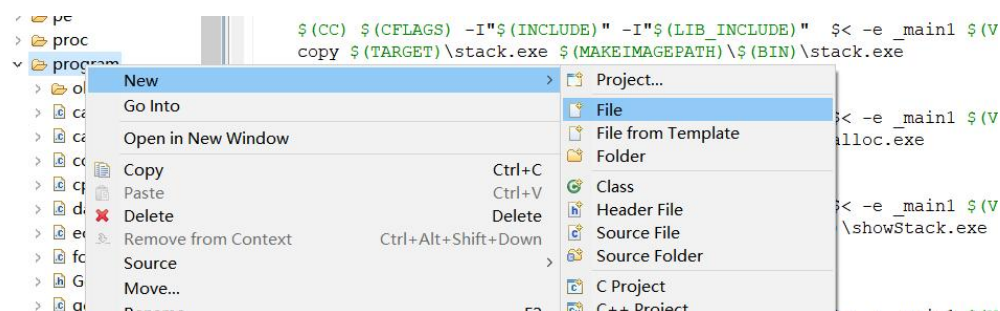 pe
$(CC) $(CFLAGS) -I"$(INCLUDE)" -I"$(LIB_INCLUDE)" $< -e _main1 $(V
proc
copy $(TARGET)\stack.exe $(MAKEIMAGEPATH)\$(BIN)\stack.exe
program
New
Project...
Go Into
File
$< -e _main1 $(V
File from Template
Open in New Window
alloc.exe
Folder
Copy Ctrl+C
Class
Paste Ctrl+V
Header File
$< -e _main1 $(V
Delete Delete
Source File
\showStack.exe
Remove from Context Ctrl+Alt+Shift+Down
Source Folder
Source
C Project
Move...
C++ Project